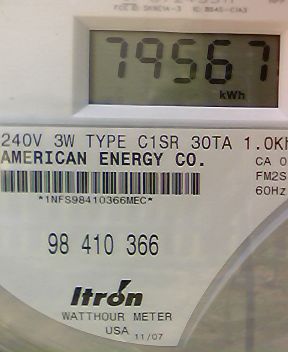 79567
kWh
240V 3W TYPE C1SR 30TA 1.0Kh
AMERICAN ENERGY CO.
CA 0
FM2S
60Hz
*1NFS98410366MEC*
98 410 366
Itrón
WATTHOUR METER
USA 11/07